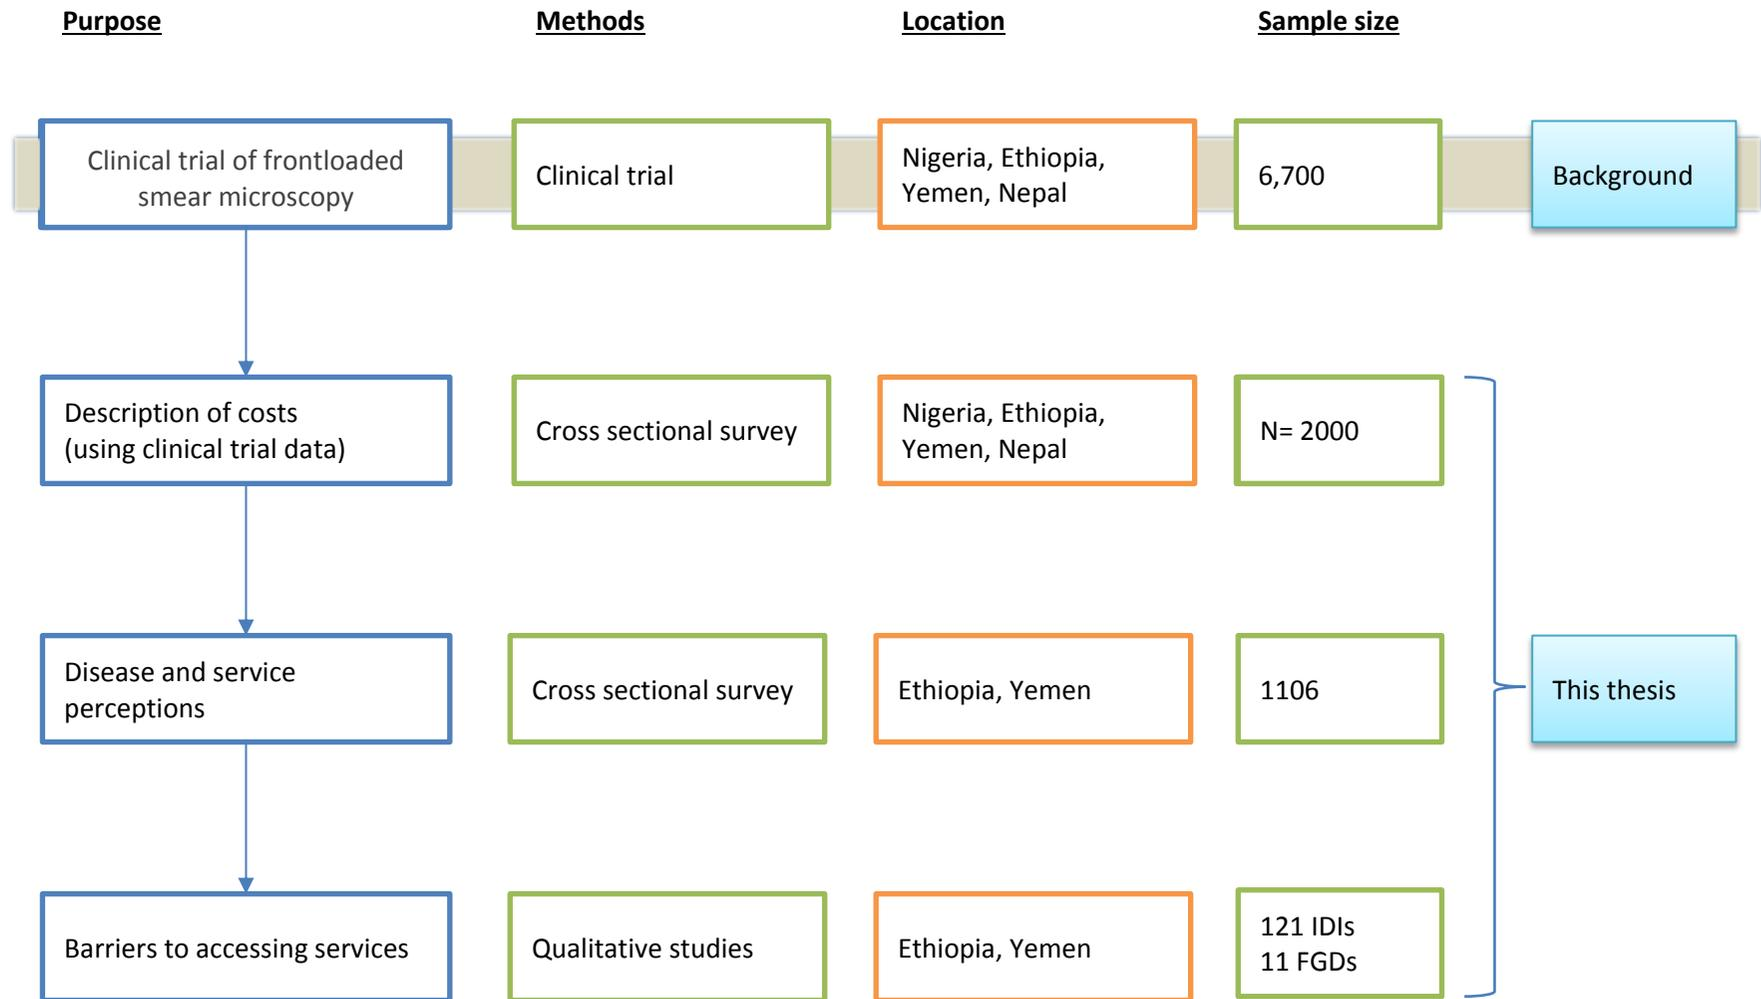 Purpose
Methods
Location
Sample size
Clinical trial of frontloaded
smear microscopy
Clinical trial
Nigeria, Ethiopia,
Yemen, Nepal
6,700
Background
Description of costs
(using clinical trial data)
Cross sectional survey
Nigeria, Ethiopia,
Yemen, Nepal
N= 2000
Disease and service
perceptions
Cross sectional survey
Ethiopia, Yemen
1106
This thesis
Barriers to accessing services
Qualitative studies
Ethiopia, Yemen
121 IDIs
11 FGDs